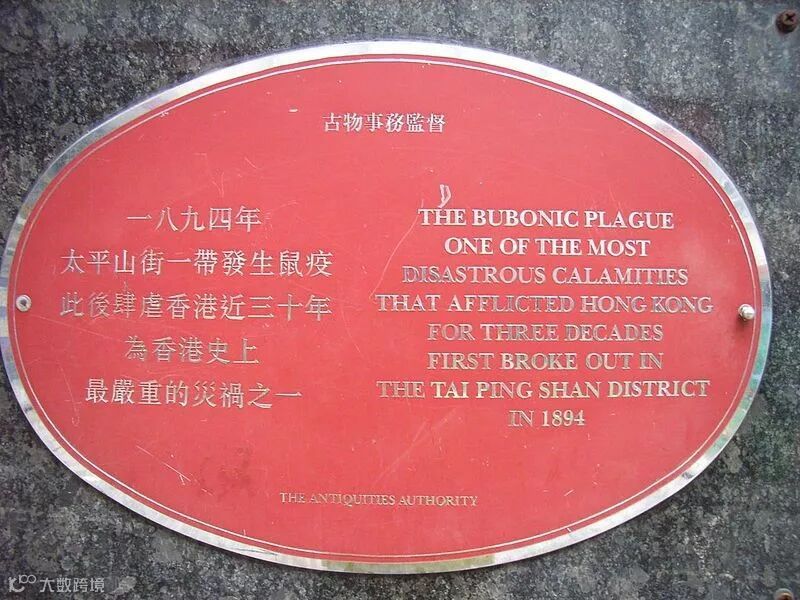 古物事務監督
一八九四年
太平山街一帶發生鼠疫
此後肆虐香港近三十年
為香港史上
最嚴重的災禍之一
THE BUBONIC PLAGUE
ONE OF THE MOST
DISASTROUS CALAMITIES
THAT AFFLICTED HONG KONG
FOR THREE DECADES
FIRST BROKE OUT IN
THE TAI PING SHAN DISTRICT
IN 1894
THE ANTIQUITIES AUTHORITY
大数跨境